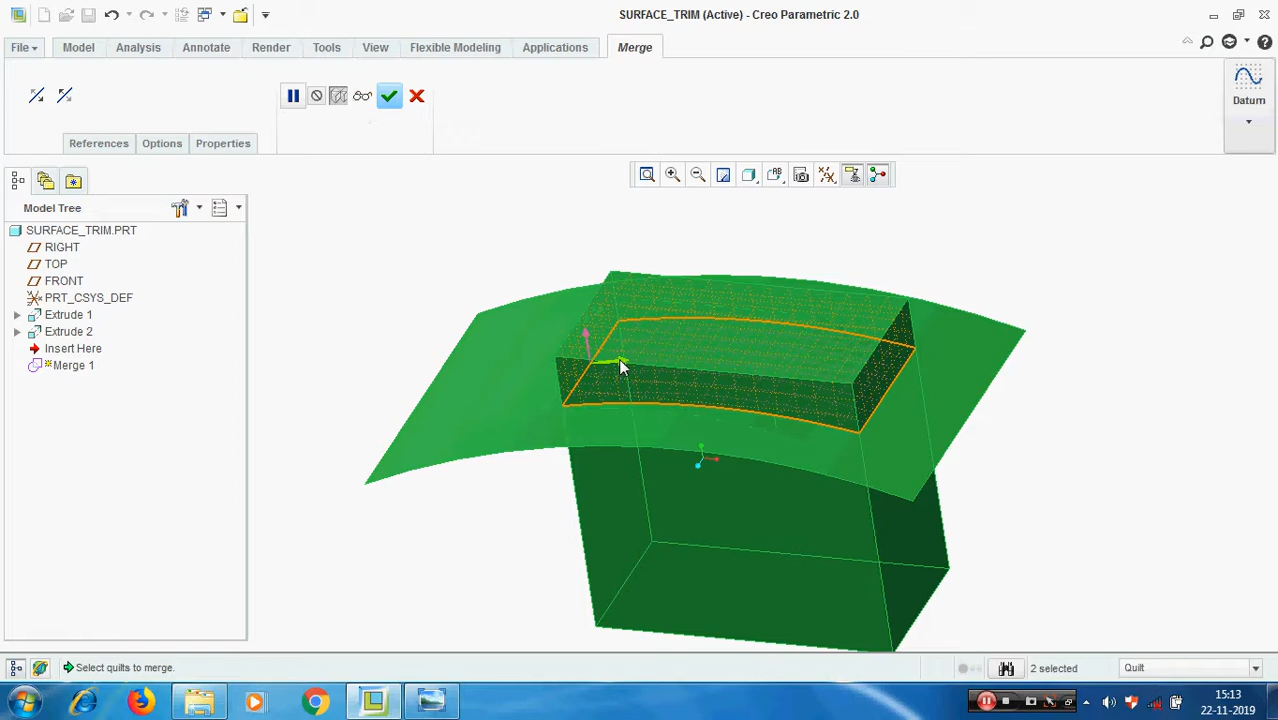 SURFACE_TRIM (Active) - Creo Parametric 2.0
File Model Analysis Annotate Render Tools View Flexible Modeling Applications Merge
Datum
References Options Properties
Model Tree
SURFACE_TRIM.PRT
RIGHT
TOP
FRONT
PRT_CSYS_DEF
Extrude 1
Extrude 2
Insert Here
Merge 1
Select quilts to merge.
2 selected
Quilt
15:13
22-11-2019